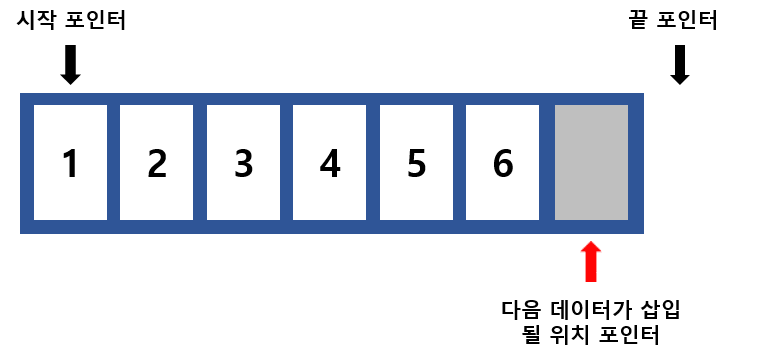 시작 포인터
끝 포인터
1 2 3 4 5 6
다음 데이터가 삽입
될 위치 포인터